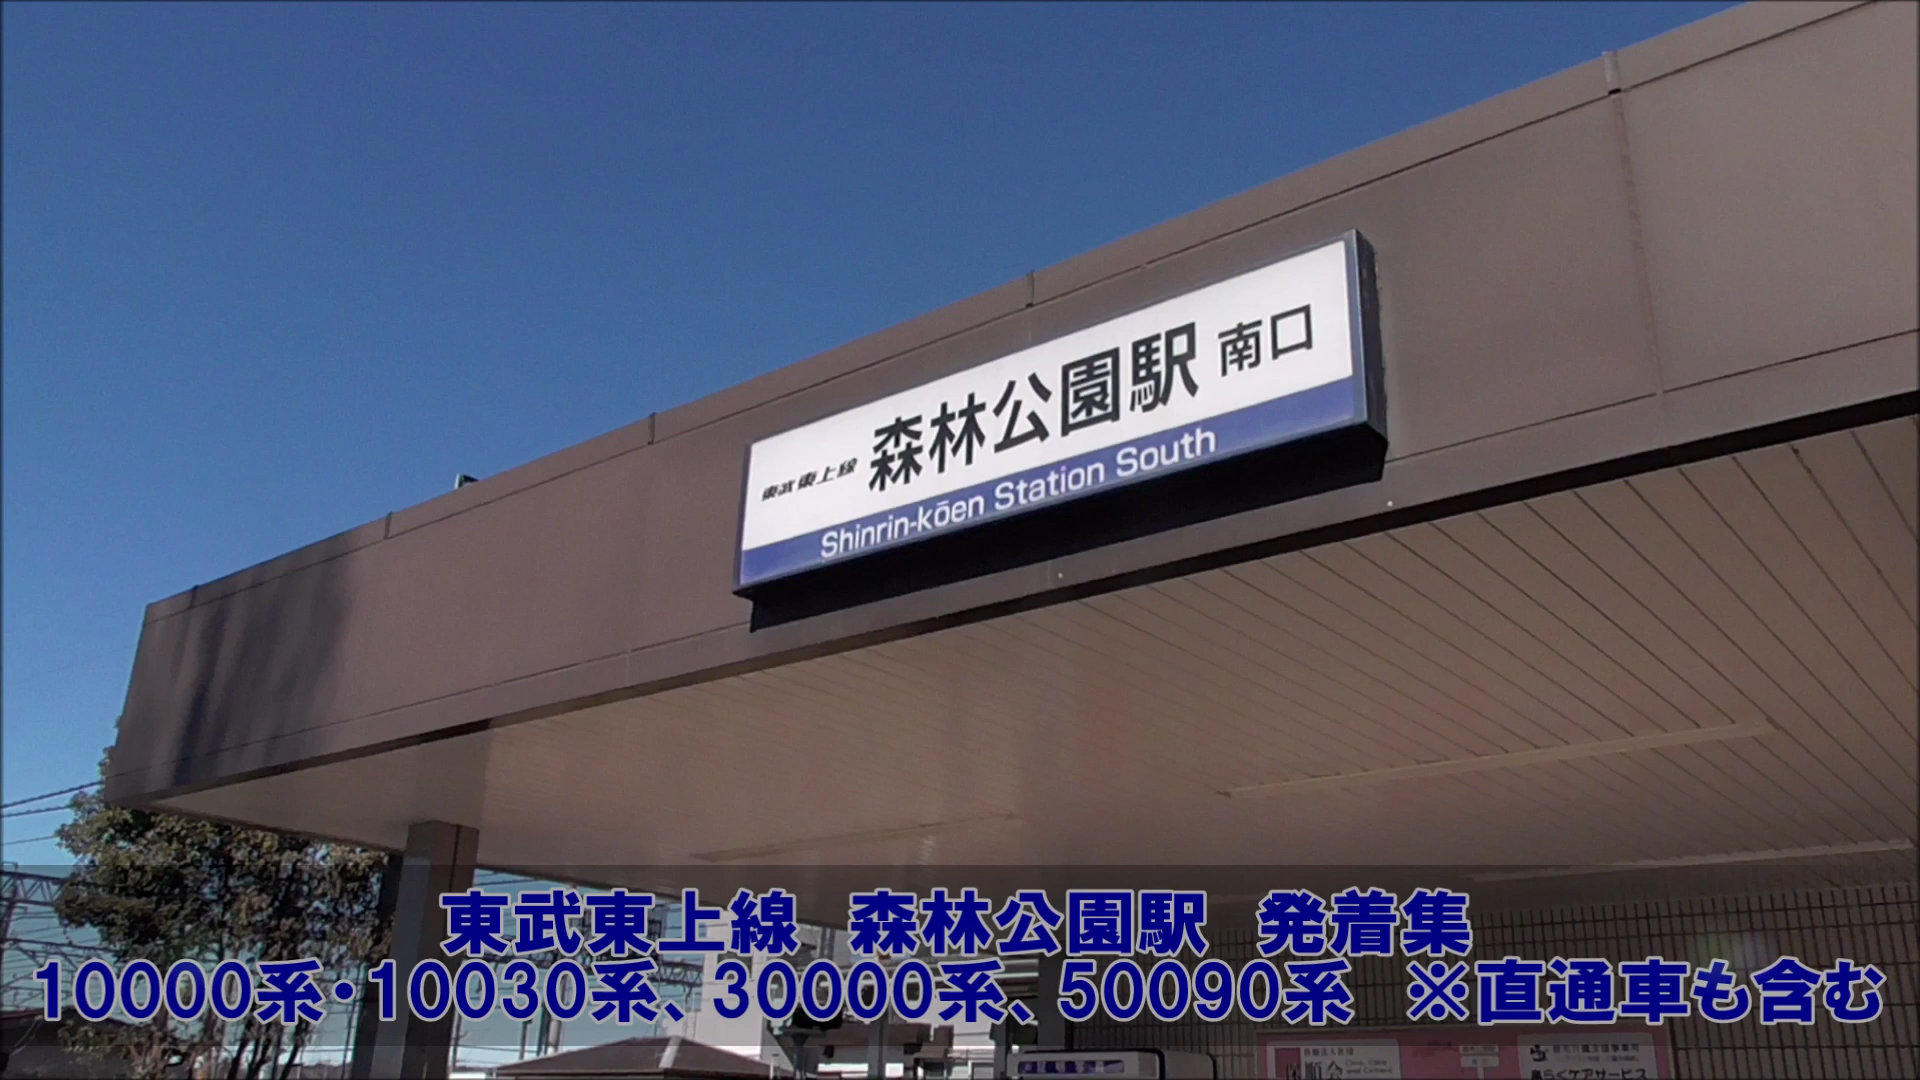 東武東上線 森林公園駅 南口
Shinrin-kōen Station South
東武東上線　森林公園駅　発着集
10000系・10030系、30000系、50090系　※直通車も含む